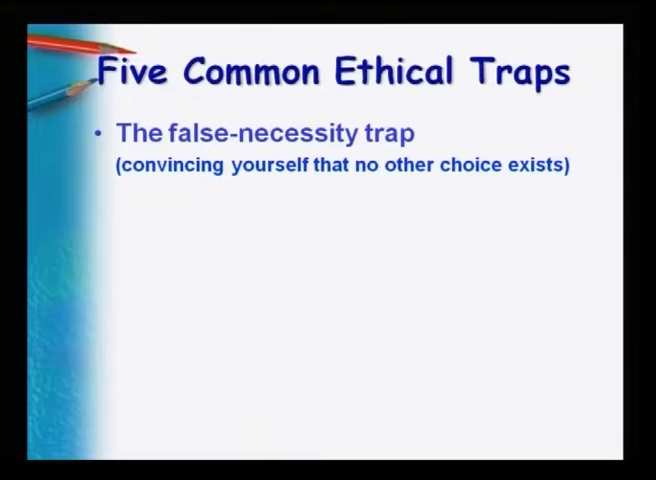 Five Common Ethical Traps
• The false-necessity trap
(convincing yourself that no other choice exists)